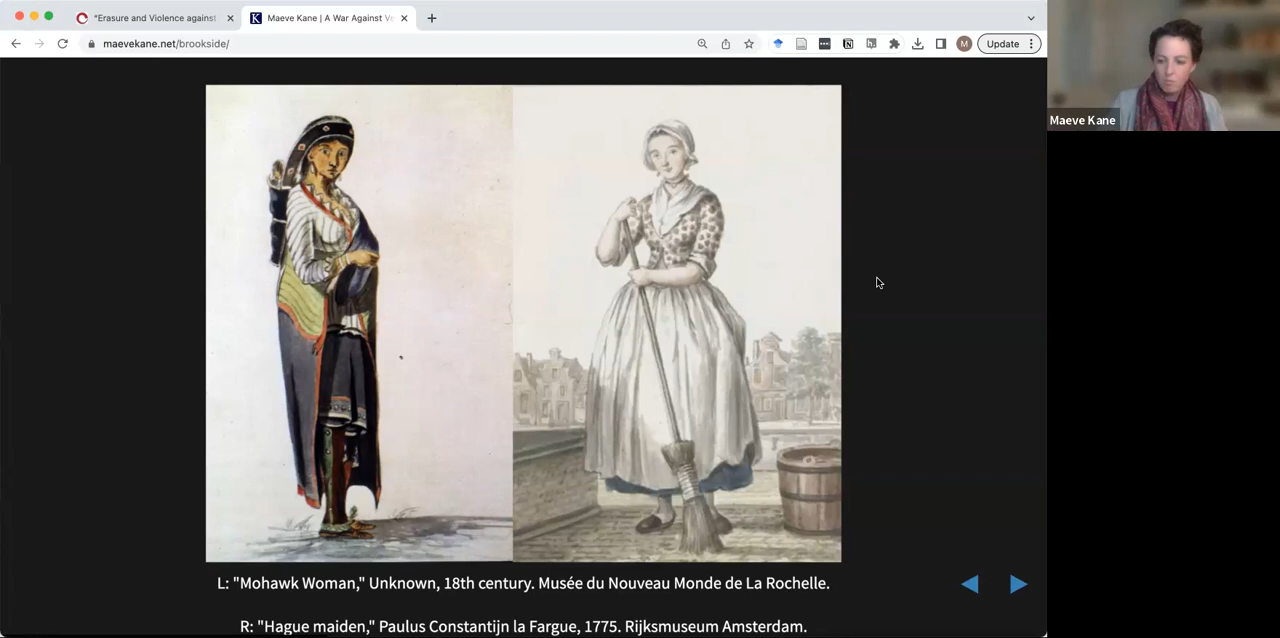 "Erasure and Violence against
Maeve Kane | A War Against Ve
maevekane.net/brookside/
M
Update
Maeve Kane
L: "Mohawk Woman," Unknown, 18th century. Musée du Nouveau Monde de La Rochelle.
R: "Hague maiden," Paulus Constantijn la Fargue, 1775. Rijksmuseum Amsterdam.